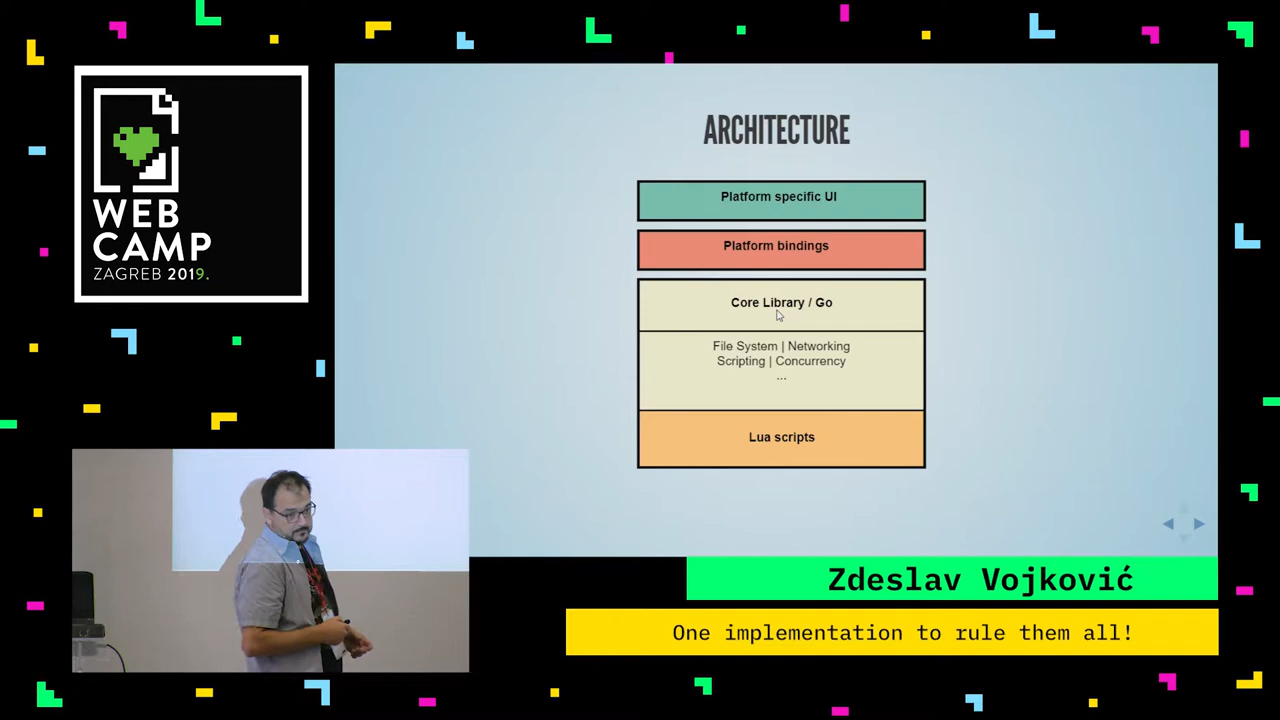 WEB
CAMP
ZAGREB 2019.
ARCHITECTURE
Platform specific UI
Platform bindings
Core Library / Go
File System | Networking
Scripting | Concurrency
...
Lua scripts
Zdeslav Vojković
One implementation to rule them all!